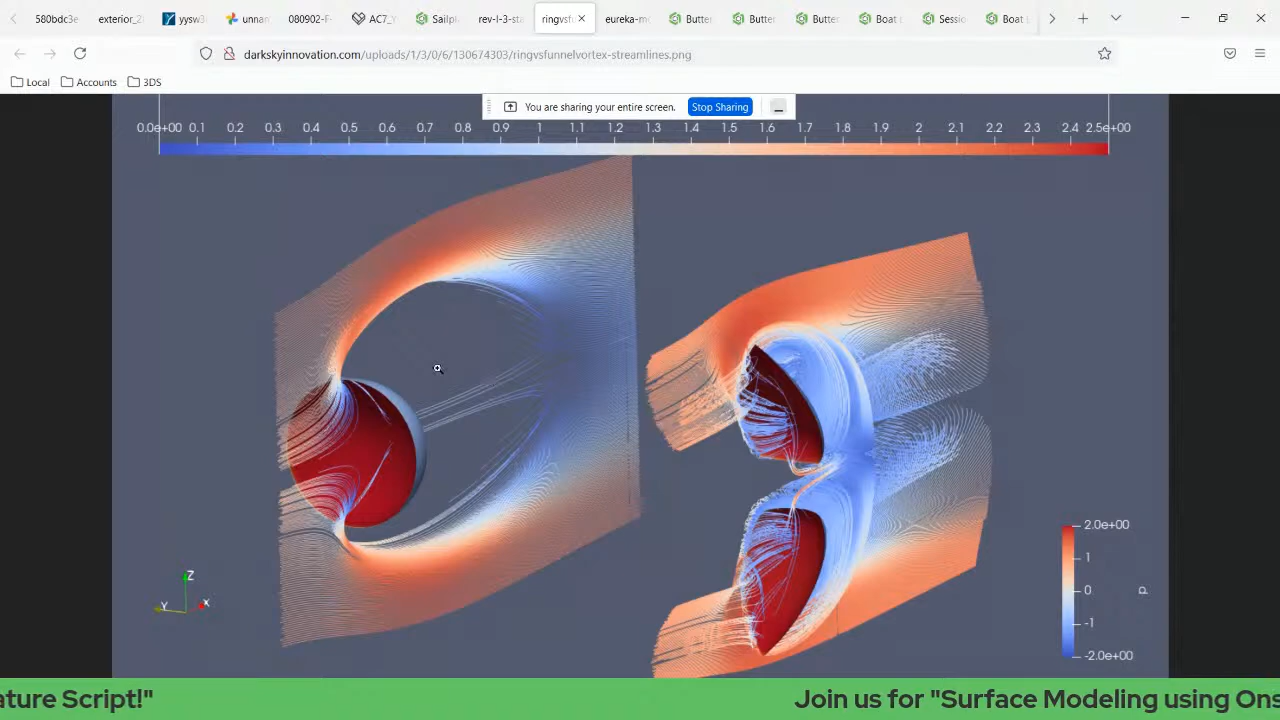 580bdc3e
exterior_2
yysw3
unnan
080902-F-
AC7_Y
Sailpl
rev-l-3-stu
ringvsfu
eureka-mo
Butter
Butter
Butter
Boat L
Sessio
Boat L
darkskyinnovation.com/uploads/1/3/0/6/130674303/ringvsfunnelvortex-streamlines.png
Local
Accounts
3DS
You are sharing your entire screen.
Stop Sharing
0.0e+00 0.1 0.2 0.3 0.4 0.5 0.6 0.7 0.8 0.9 1 1.1 1.2 1.3 1.4 1.5 1.6 1.7 1.8 1.9 2 2.1 2.2 2.3 2.4 2.5e+00
2.0e+00
1
0
p
-1
-2.0e+00
Z
Y
X
ature Script!"
Join us for "Surface Modeling using Ons